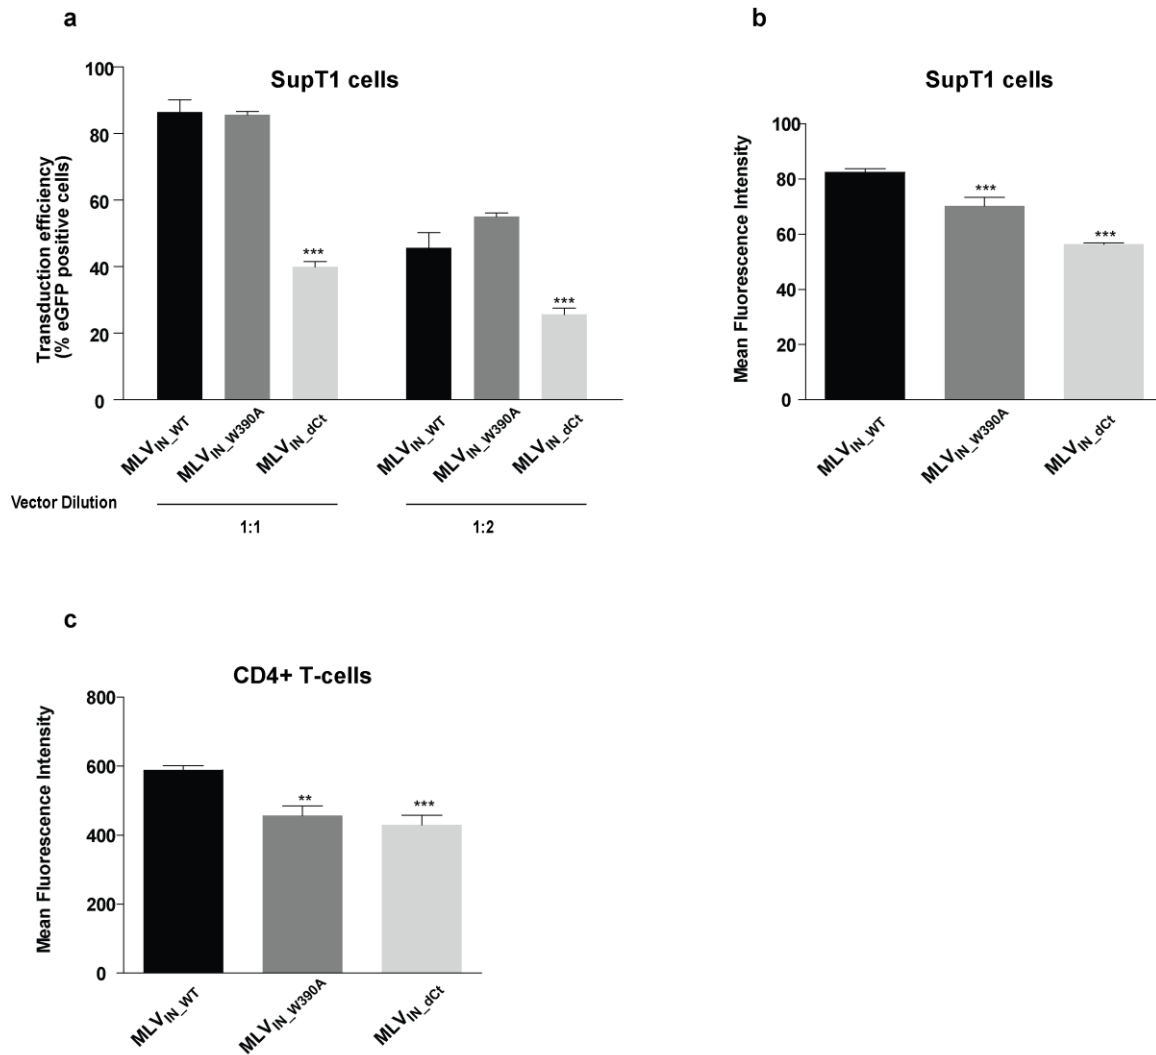 a
SupT1 cells
Transduction efficiency
(% eGFP positive cells)
100
80
60
40
20
0
MLVIN_WT
MLVIN_W390A
MLVIN_dCt
MLVIN_WT
MLVIN_W390A
MLVIN_dCt
***
***
Vector Dilution
1:1
1:2
b
SupT1 cells
Mean Fluorescence Intensity
100
80
60
40
20
0
***
***
MLVIN_WT
MLVIN_W390A
MLVIN_dCt
c
CD4+ T-cells
Mean Fluorescence Intensity
800
600
400
200
0
**
***
MLVIN_WT
MLVIN_W390A
MLVIN_dCt